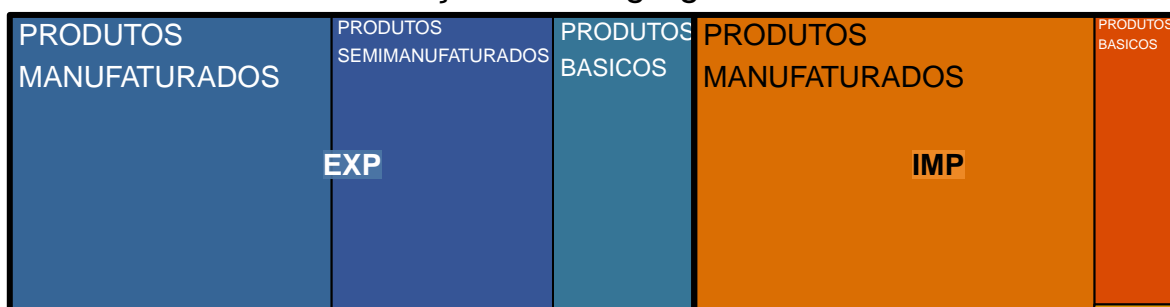 PRODUTOS
MANUFATURADOS
PRODUTOS
SEMIMANUFATURADOS
PRODUTOS
BASICOS
EXP
PRODUTOS
MANUFATURADOS
IMP
PRODUTOS
BASICOS